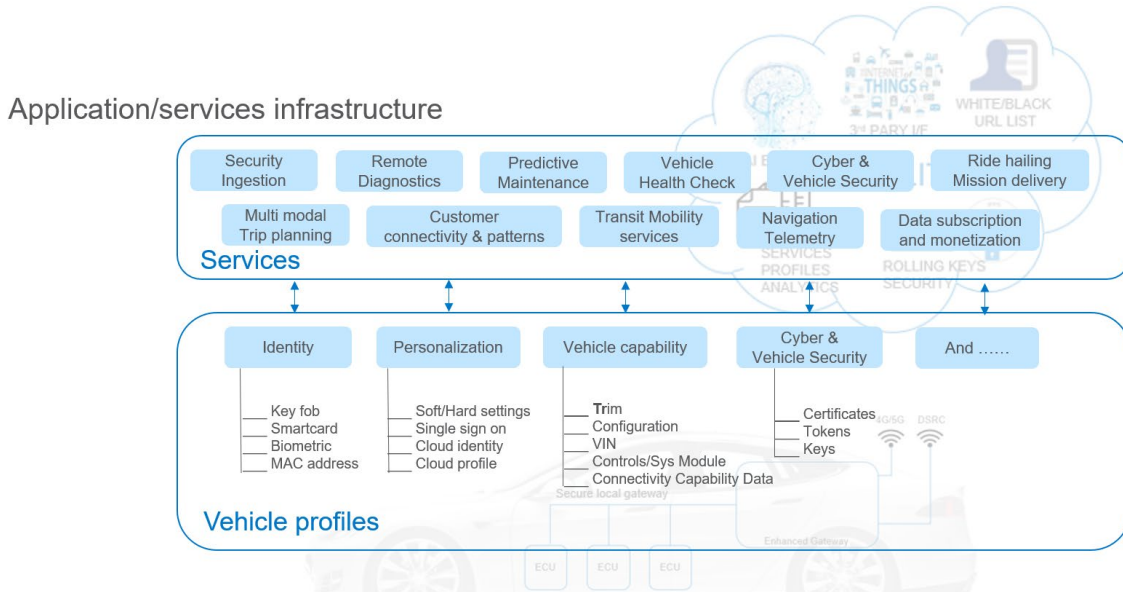 Application/services infrastructure
INTERNET of
THINGS
3rd PARY I/F
WHITE/BLACK
URL LIST
Security
Ingestion
Remote
Diagnostics
Predictive
Maintenance
Vehicle
Health Check
Cyber &
Vehicle Security
Ride hailing
Mission delivery
Multi modal
Trip planning
Customer
connectivity & patterns
Transit Mobility
services
Navigation
Telemetry
Data subscription
and monetization
Services
SERVICES
PROFILES
ANALYTICS
ROLLING KEYS
SECURITY
Identity
Personalization
Vehicle capability
Cyber &
Vehicle Security
And ……
Key fob
Smartcard
Biometric
MAC address
Soft/Hard settings
Single sign on
Cloud identity
Cloud profile
Trim
Configuration
VIN
Controls/Sys Module
Connectivity Capability Data
Certificates
Tokens
Keys
4G/5G
DSRC
Secure local gateway
Vehicle profiles
Enhanced Gateway
ECU
ECU
ECU